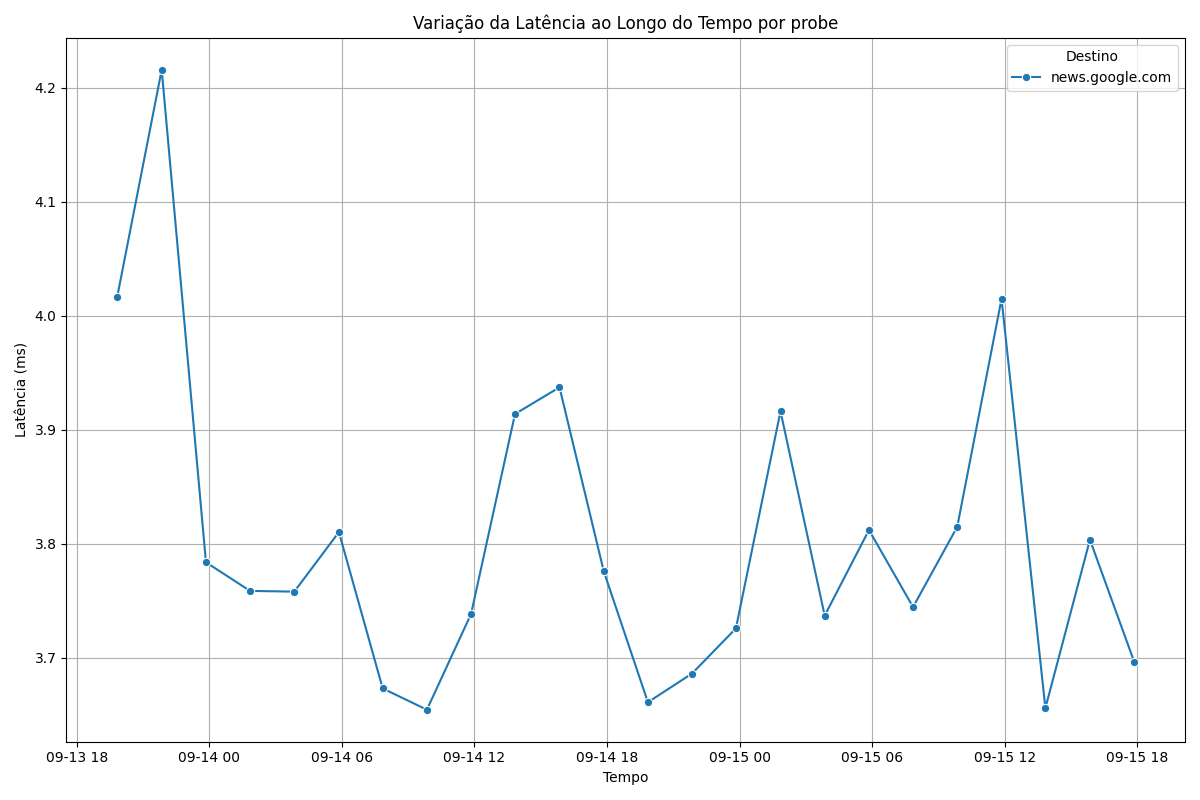 Variação da Latência ao Longo do Tempo por probe
Destino
news.google.com
Latência (ms)
4.2
4.1
4.0
3.9
3.8
3.7
09-13 18 09-14 00 09-14 06 09-14 12 09-14 18 09-15 00 09-15 06 09-15 12 09-15 18
Tempo